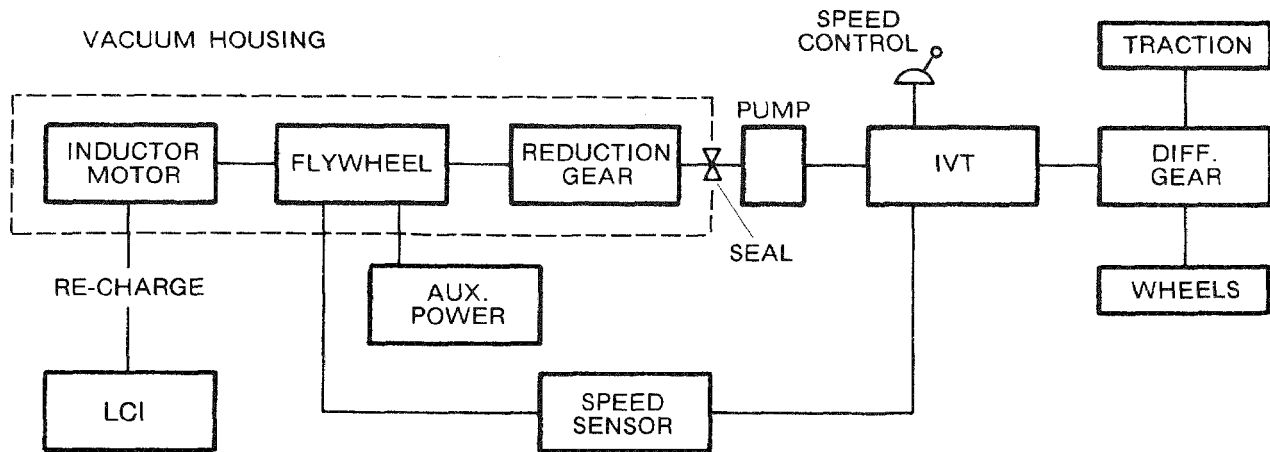 VACUUM HOUSING
SPEED
CONTROL
TRACTION
PUMP
INDUCTOR
MOTOR
FLYWHEEL
REDUCTION
GEAR
IVT
DIFF.
GEAR
SEAL
RE-CHARGE
AUX.
POWER
WHEELS
LCI
SPEED
SENSOR